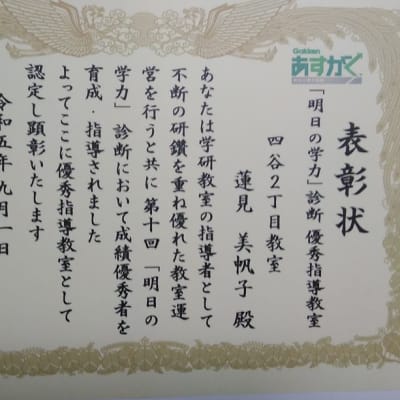 Gakken
あすがく
表彰状
「明日の学力」診断 優秀指導教室
四谷2丁目教室
蓮見 美帆子 殿
あなたは学研教室の指導者として
不断の研鑽を重ね優れた教室運
営を行うと共に第十回「明日の
学力」診断において成績優秀者を
育成・指導されました
よってここに優秀指導教室として
認定し顕彰いたします
令和五年九月一日